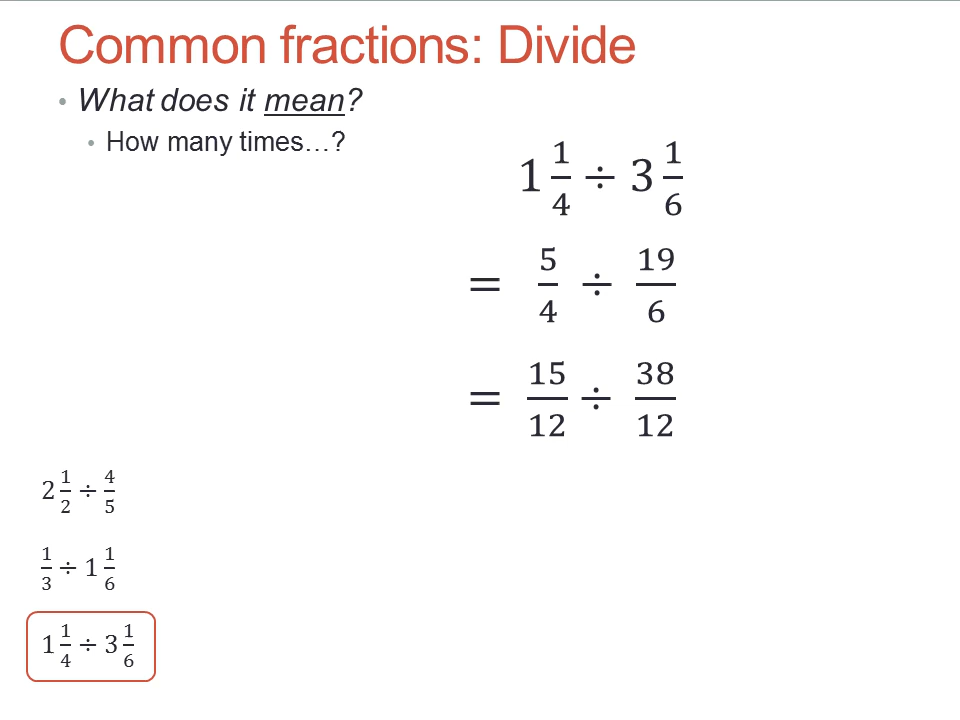 Common fractions: Divide
• What does it mean?
• How many times…?
1 1/4 ÷ 3 1/6
= 5/4 ÷ 19/6
= 15/12 ÷ 38/12
2 1/2 ÷ 4/5
1/3 ÷ 1 1/6
1 1/4 ÷ 3 1/6